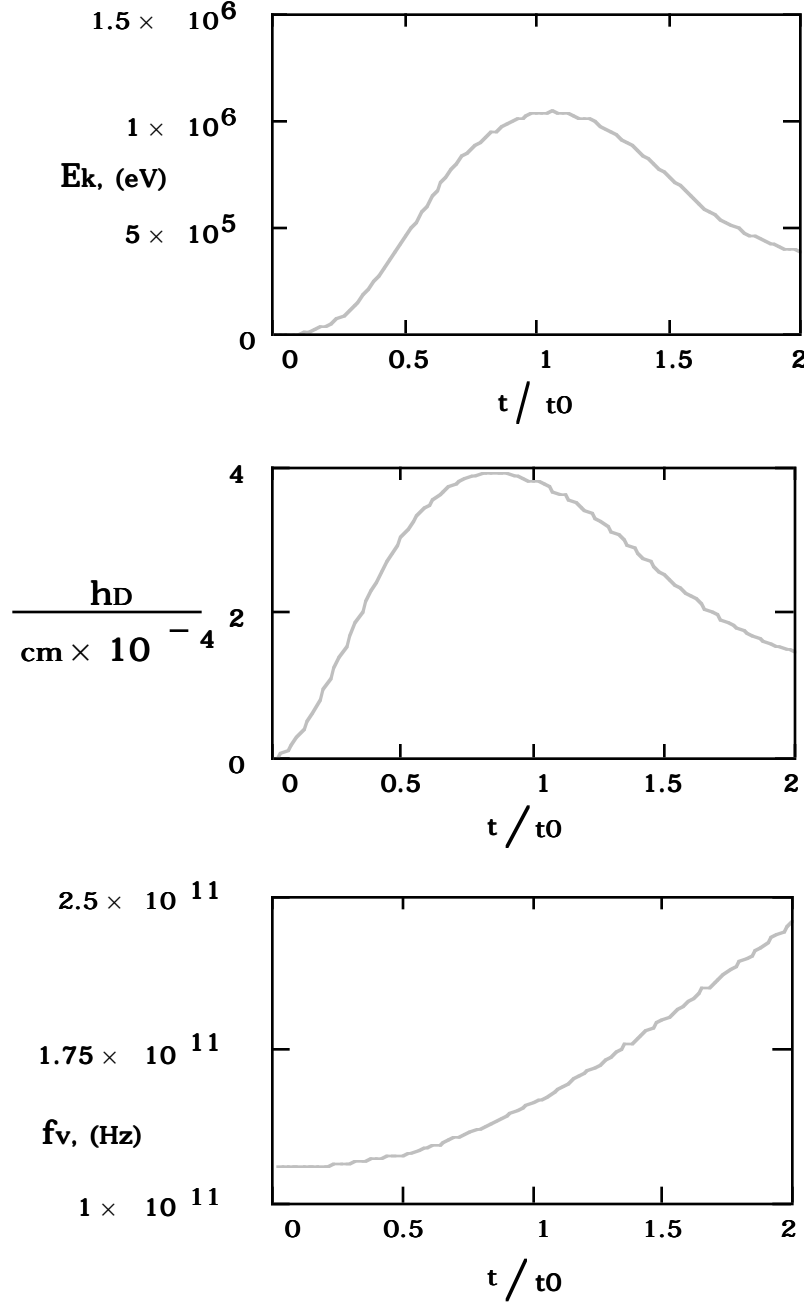 1.5 × 10^6
1 × 10^6
Ek, (eV)
5 × 10^5
0
0 0.5 1 1.5 2
t / t0
4
hD
cm × 10^−4
2
0
0 0.5 1 1.5 2
t / t0
2.5 × 10^11
1.75 × 10^11
fv, (Hz)
1 × 10^11
0 0.5 1 1.5 2
t / t0